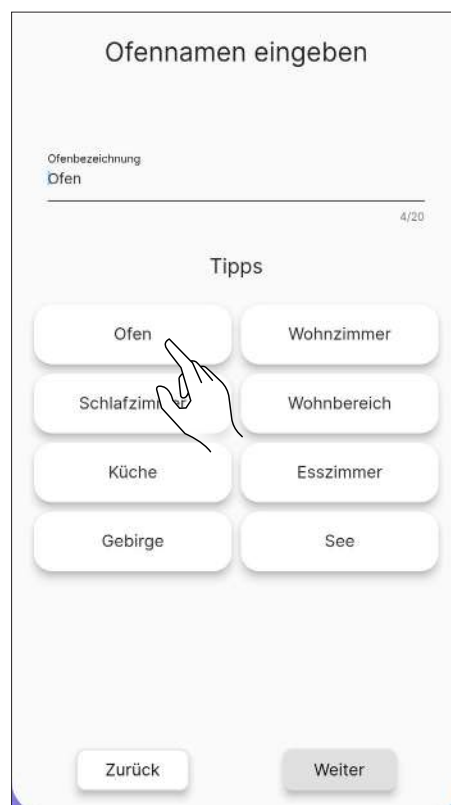 Ofennamen eingeben
Ofenbezeichnung
Ofen
4/20
Tipps
Ofen Wohnzimmer
Schlafzimmer Wohnbereich
Küche Esszimmer
Gebirge See
Zurück Weiter